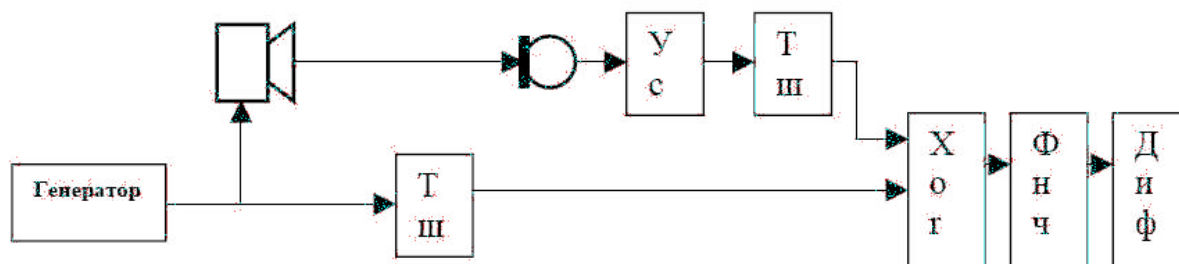 У
с
Т
ш
Генератор
Т
ш
Х
о
г
Ф
н
ч
Д
и
ф